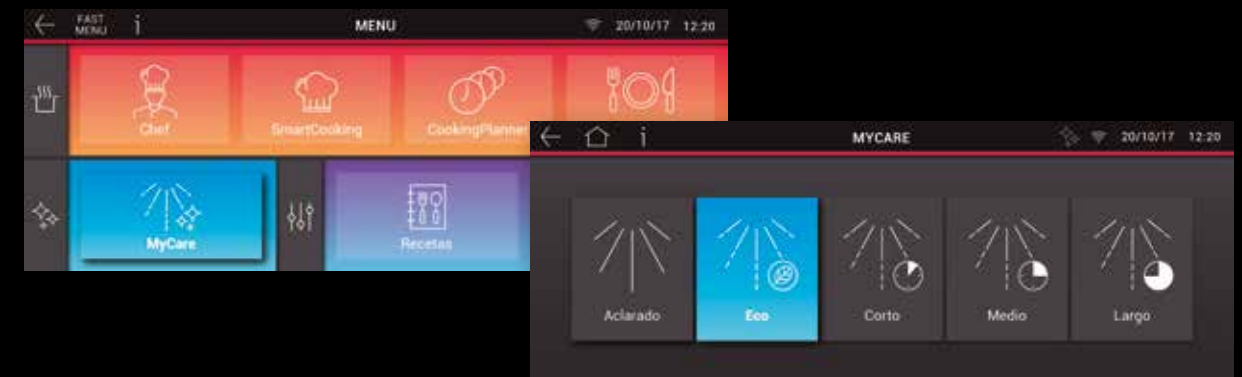 FAST
MENU
i
MENU
20/10/17 12:20
Chef
SmartCooking
CookingPlanner
MyCare
Recetas
i
MYCARE
20/10/17 12:20
Aclarado
Eco
Corto
Medio
Largo